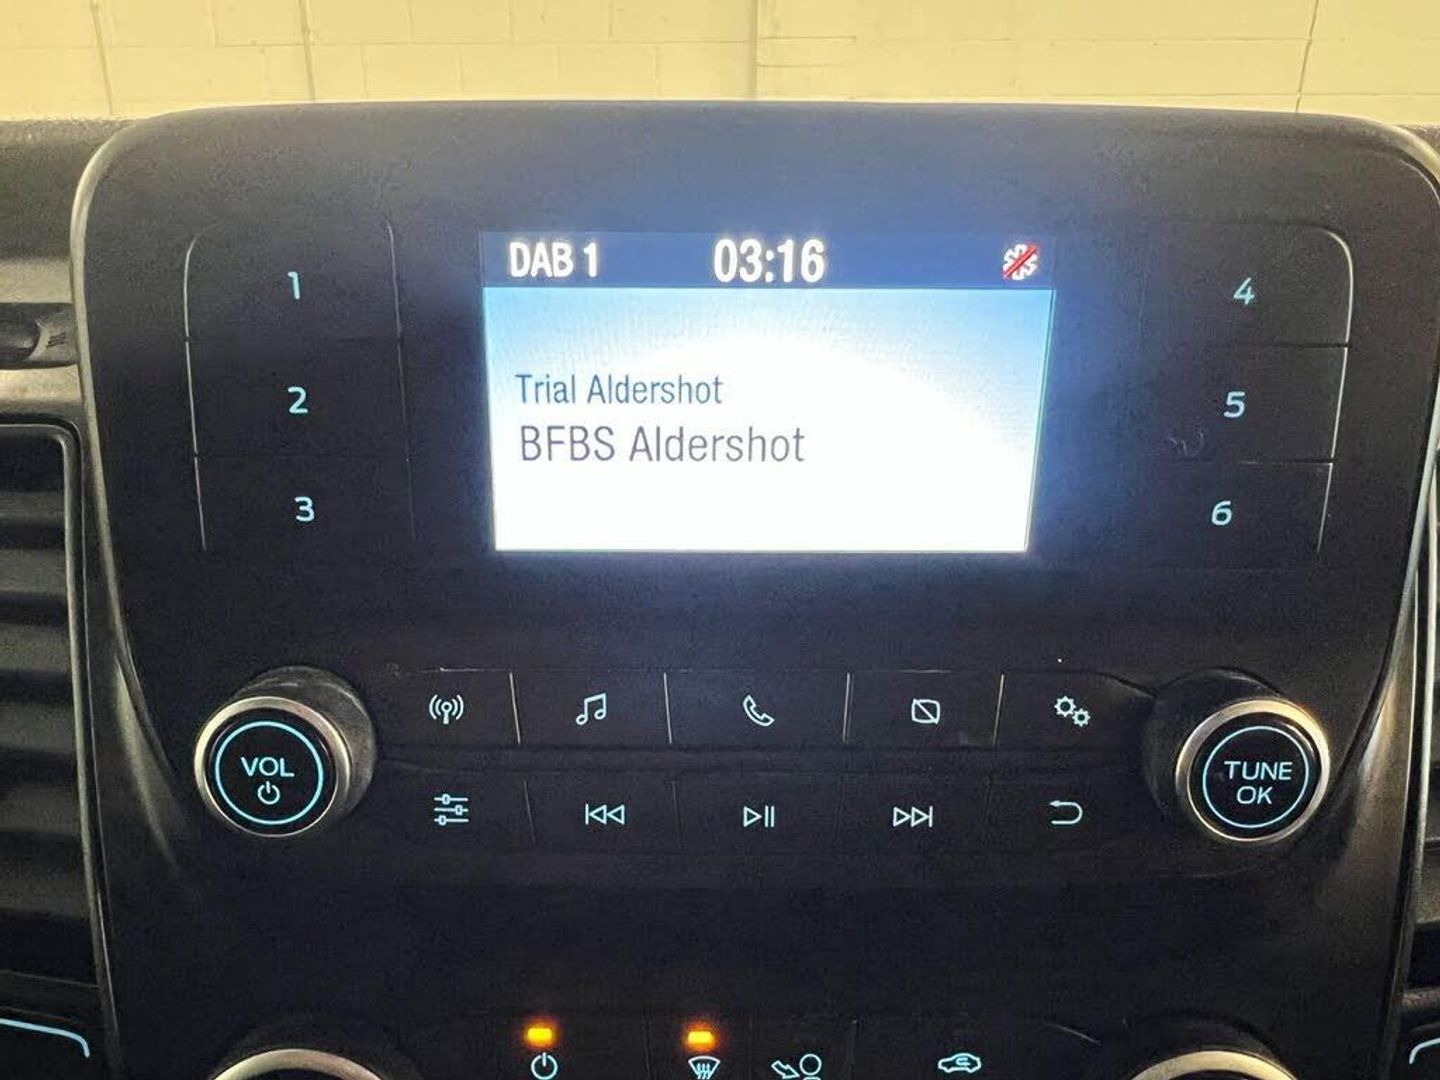 DAB 1 03:16
Trial Aldershot
BFBS Aldershot
1
2
3
4
5
6
VOL
TUNE
OK